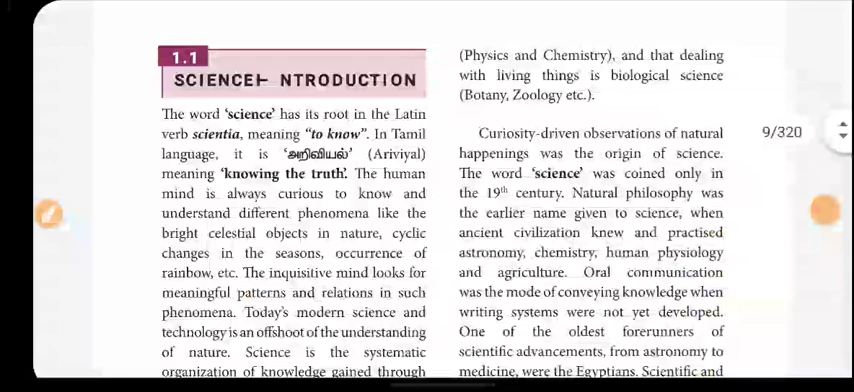 1.1
SCIENCE⊢ NTRODUCTION
The word ‘science’ has its root in the Latin
verb scientia, meaning “to know”. In Tamil
language, it is ‘அறிவியல்’ (Ariviyal)
meaning ‘knowing the truth’. The human
mind is always curious to know and
understand different phenomena like the
bright celestial objects in nature, cyclic
changes in the seasons, occurrence of
rainbow, etc. The inquisitive mind looks for
meaningful patterns and relations in such
phenomena. Today’s modern science and
technology is an offshoot of the understanding
of nature. Science is the systematic
organization of knowledge gained through
(Physics and Chemistry), and that dealing
with living things is biological science
(Botany, Zoology etc.).
Curiosity-driven observations of natural
happenings was the origin of science.
The word ‘science’ was coined only in
the 19th century. Natural philosophy was
the earlier name given to science, when
ancient civilization knew and practised
astronomy, chemistry, human physiology
and agriculture. Oral communication
was the mode of conveying knowledge when
writing systems were not yet developed.
One of the oldest forerunners of
scientific advancements, from astronomy to
medicine, were the Egyptians. Scientific and
9/320